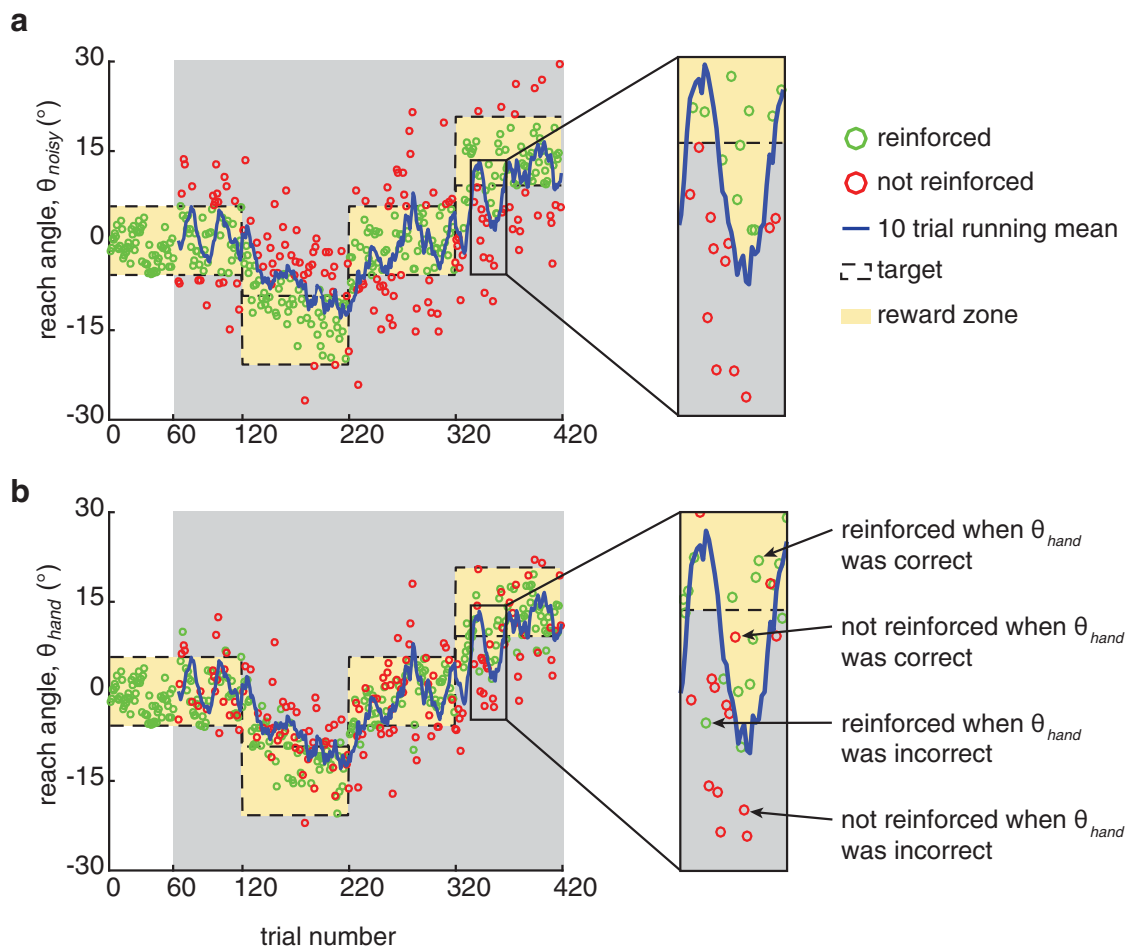 a
reach angle, θnoisy (°)
30
15
0
-15
-30
0 60 120 220 320 420
reinforced
not reinforced
10 trial running mean
target
reward zone
b
reach angle, θhand (°)
30
15
0
-15
-30
0 60 120 220 320 420
trial number
reinforced when θhand
was correct
not reinforced when θhand
was correct
reinforced when θhand
was incorrect
not reinforced when θhand
was incorrect